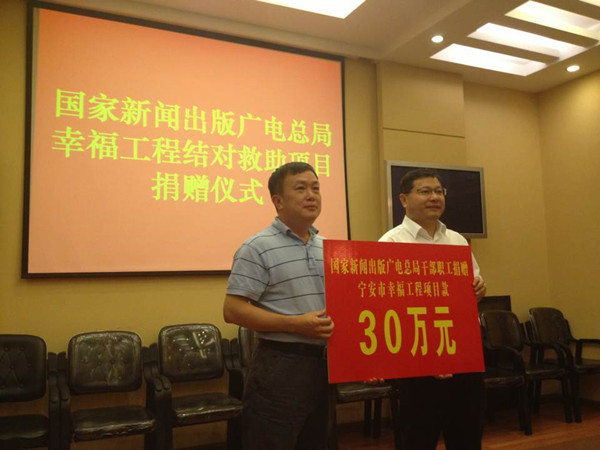 国家新闻出版广电总局
幸福工程结对救助项目
捐赠仪式
国家新闻出版广电总局干部职工捐赠
宁安市幸福工程项目款
30万元